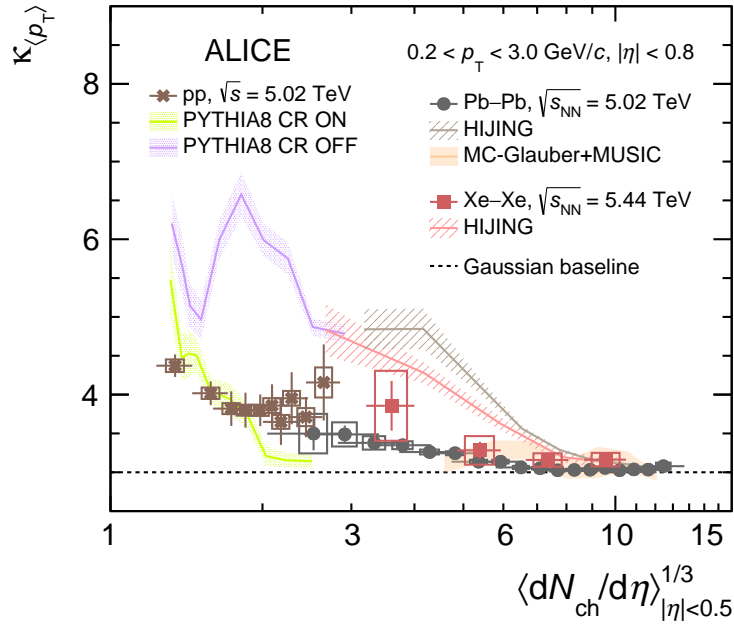 κ⟨pT⟩
ALICE
0.2 < pT < 3.0 GeV/c, |η| < 0.8
pp, √s = 5.02 TeV
PYTHIA8 CR ON
PYTHIA8 CR OFF
Pb−Pb, √sNN = 5.02 TeV
HIJING
MC-Glauber+MUSIC
Xe−Xe, √sNN = 5.44 TeV
HIJING
Gaussian baseline
8
6
4
1 3 6 10 15
⟨dNch/dη⟩^{1/3}_{|η|<0.5}